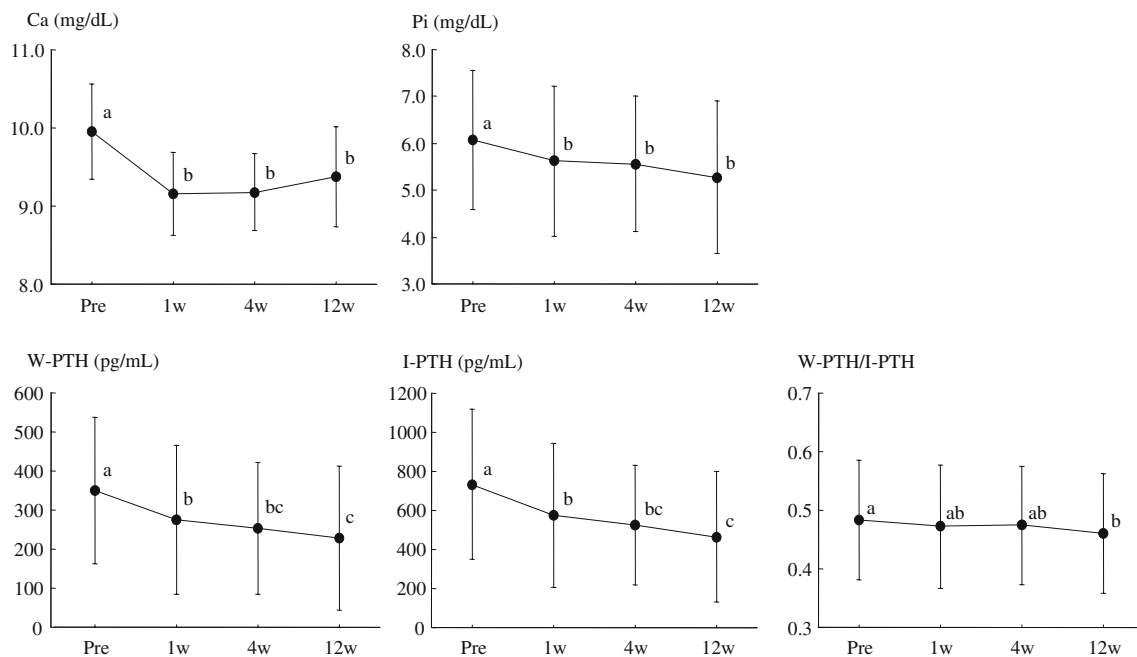 Ca (mg/dL)
11.0
10.0
9.0
8.0
a
b
b
b
Pre 1w 4w 12w
Pi (mg/dL)
8.0
7.0
6.0
5.0
4.0
3.0
a
b
b
b
Pre 1w 4w 12w
W-PTH (pg/mL)
600
500
400
300
200
100
0
a
b
bc
c
Pre 1w 4w 12w
I-PTH (pg/mL)
1200
1000
800
600
400
200
0
a
b
bc
c
Pre 1w 4w 12w
W-PTH/I-PTH
0.7
0.6
0.5
0.4
0.3
a
ab
ab
b
Pre 1w 4w 12w